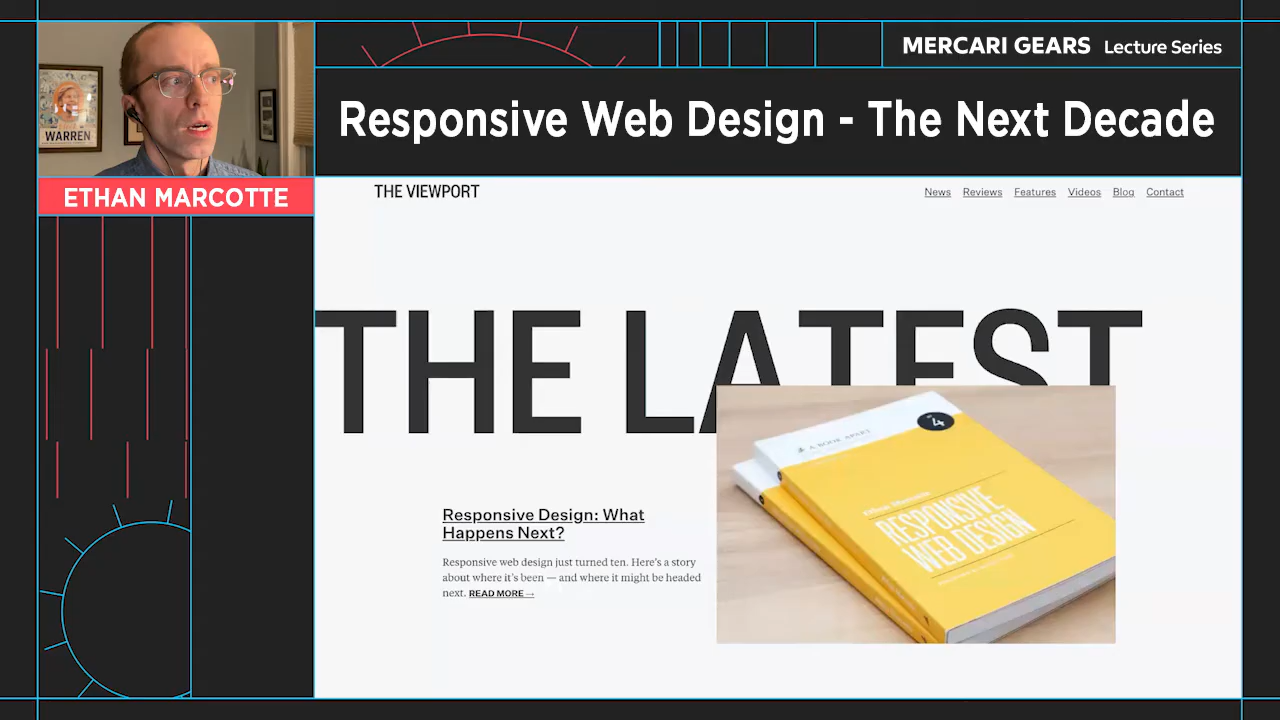 MERCARI GEARS Lecture Series
Responsive Web Design - The Next Decade
WARREN
ETHAN MARCOTTE
THE VIEWPORT
News Reviews Features Videos Blog Contact
THE LATEST
Responsive Design: What
Happens Next?
Responsive web design just turned ten. Here's a story
about where it's been — and where it might be headed
next. READ MORE →
4
A BOOK APART
Ethan Marcotte
RESPONSIVE
WEB DESIGN